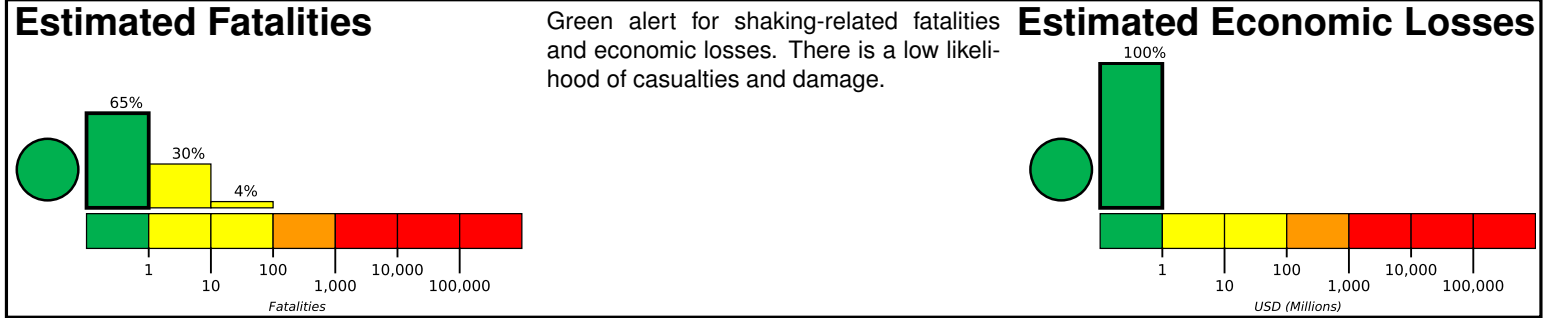 Estimated Fatalities
65%
30%
4%
1
10
100
1,000
10,000
100,000
Fatalities
Green alert for shaking-related fatalities
and economic losses. There is a low likeli-
hood of casualties and damage.
Estimated Economic Losses
100%
1
10
100
1,000
10,000
100,000
USD (Millions)